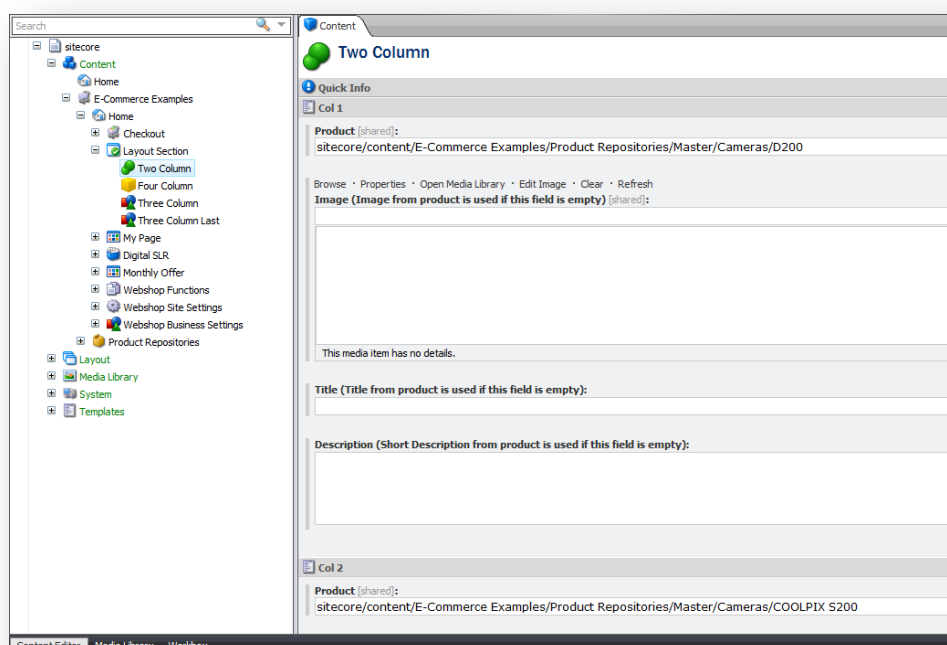 Search
sitecore
Content
Home
E-Commerce Examples
Home
Checkout
Layout Section
Two Column
Four Column
Three Column
Three Column Last
My Page
Digital SLR
Monthly Offer
Webshop Functions
Webshop Site Settings
Webshop Business Settings
Product Repositories
Layout
Media Library
System
Templates
Content
Two Column
Quick Info
Col 1
Product [shared]:
sitecore/content/E-Commerce Examples/Product Repositories/Master/Cameras/D200
Browse · Properties · Open Media Library · Edit Image · Clear · Refresh
Image (Image from product is used if this field is empty) [shared]:
This media item has no details.
Title (Title from product is used if this field is empty):
Description (Short Description from product is used if this field is empty):
Col 2
Product [shared]:
sitecore/content/E-Commerce Examples/Product Repositories/Master/Cameras/COOLPIX S200
Content Editor Media Library Workbox